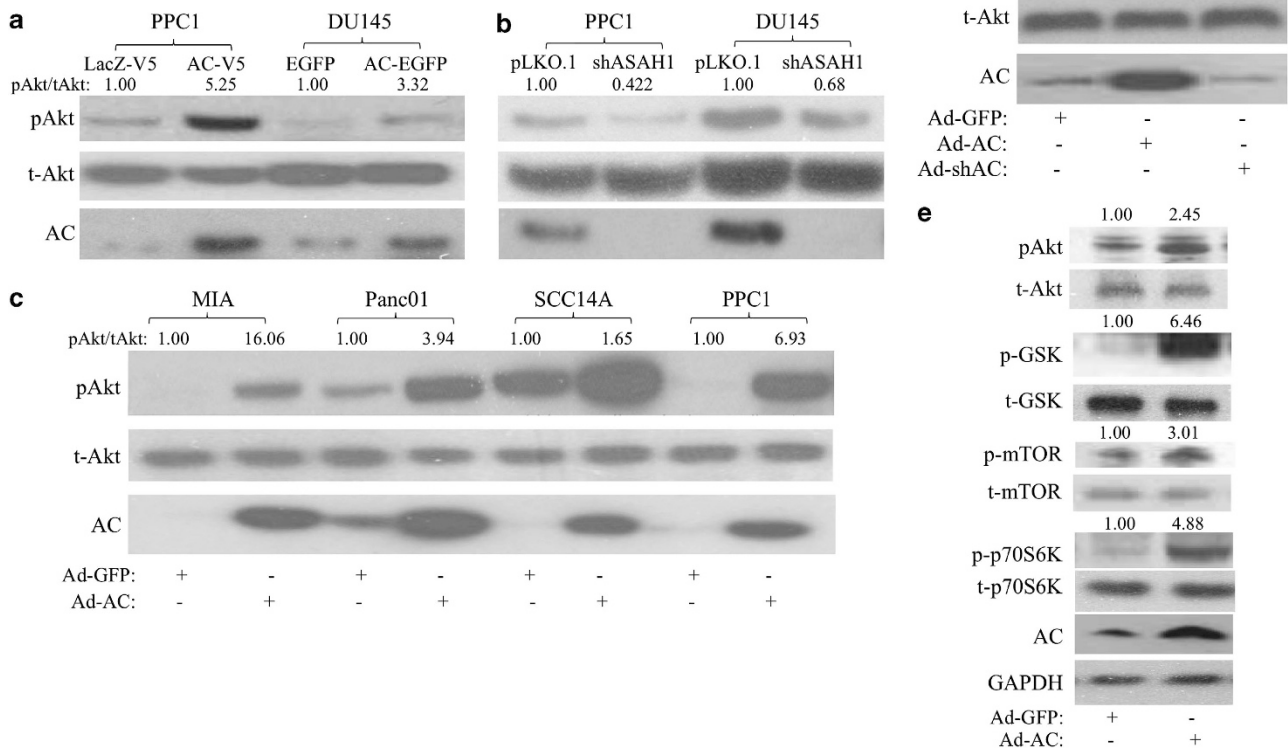 a
PPC1 DU145
LacZ-V5 AC-V5 EGFP AC-EGFP
pAkt/tAkt: 1.00 5.25 1.00 3.32
pAkt
t-Akt
AC
b
PPC1 DU145
pLKO.1 shASAH1 pLKO.1 shASAH1
1.00 0.422 1.00 0.68
t-Akt
AC
Ad-GFP: + - -
Ad-AC: - + -
Ad-shAC: - - +
c
MIA Panc01 SCC14A PPC1
pAkt/tAkt: 1.00 16.06 1.00 3.94 1.00 1.65 1.00 6.93
pAkt
t-Akt
AC
Ad-GFP: + - + - + - + -
Ad-AC: - + - + - + - +
e
1.00 2.45
pAkt
t-Akt
1.00 6.46
p-GSK
t-GSK
1.00 3.01
p-mTOR
t-mTOR
1.00 4.88
p-p70S6K
t-p70S6K
AC
GAPDH
Ad-GFP: + -
Ad-AC: - +